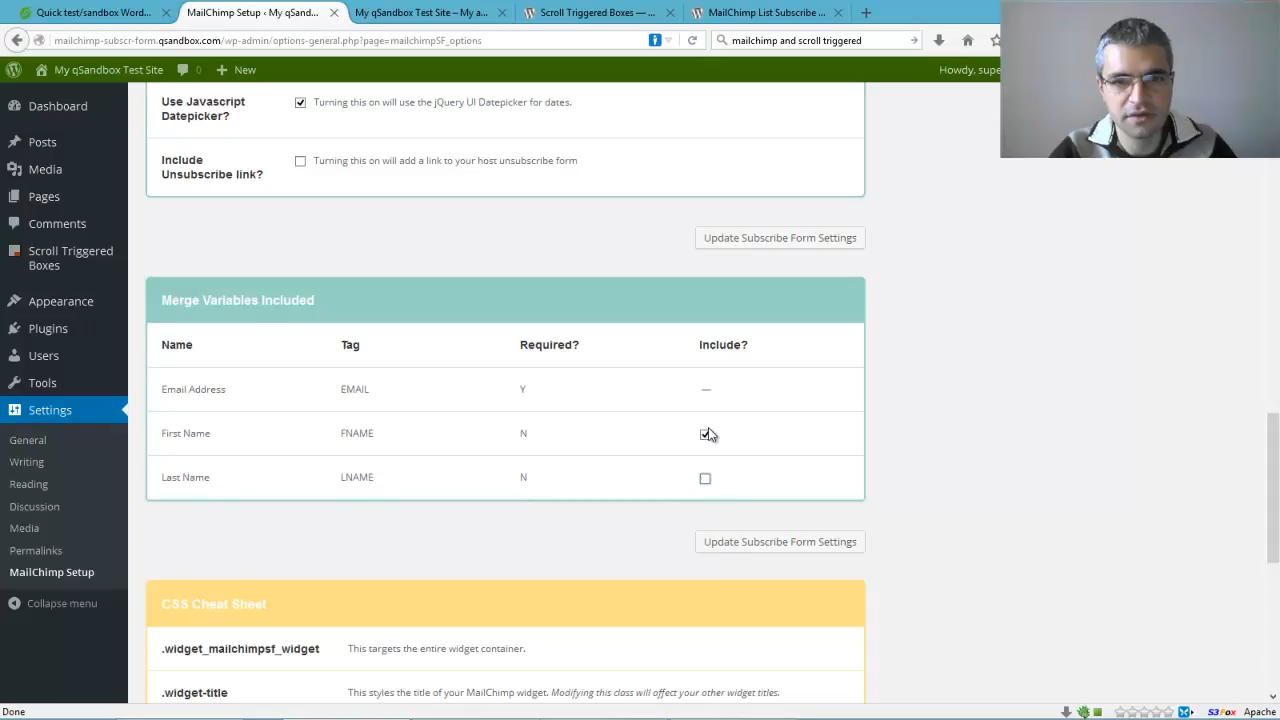 Quick test/sandbox Word...
MailChimp Setup ‹ My qSand...
My qSandbox Test Site – My a...
Scroll Triggered Boxes — ...
MailChimp List Subscribe ...
mailchimp-subscr-form.qsandbox.com/wp-admin/options-general.php?page=mailchimpSF_options
mailchimp and scroll triggered
My qSandbox Test Site
0
New
Howdy, supe
Dashboard
Posts
Media
Pages
Comments
Scroll Triggered
Boxes
Appearance
Plugins
Users
Tools
Settings
General
Writing
Reading
Discussion
Media
Permalinks
MailChimp Setup
Collapse menu
Use Javascript
Datepicker?
Turning this on will use the jQuery UI Datepicker for dates.
Include
Unsubscribe link?
Turning this on will add a link to your host unsubscribe form
Update Subscribe Form Settings
Merge Variables Included
Name Tag Required? Include?
Email Address EMAIL Y —
First Name FNAME N
Last Name LNAME N
Update Subscribe Form Settings
CSS Cheat Sheet
.widget_mailchimpsf_widget This targets the entire widget container.
.widget-title This styles the title of your MailChimp widget. Modifying this class will affect your other widget titles.
Done
S3Fox Apache